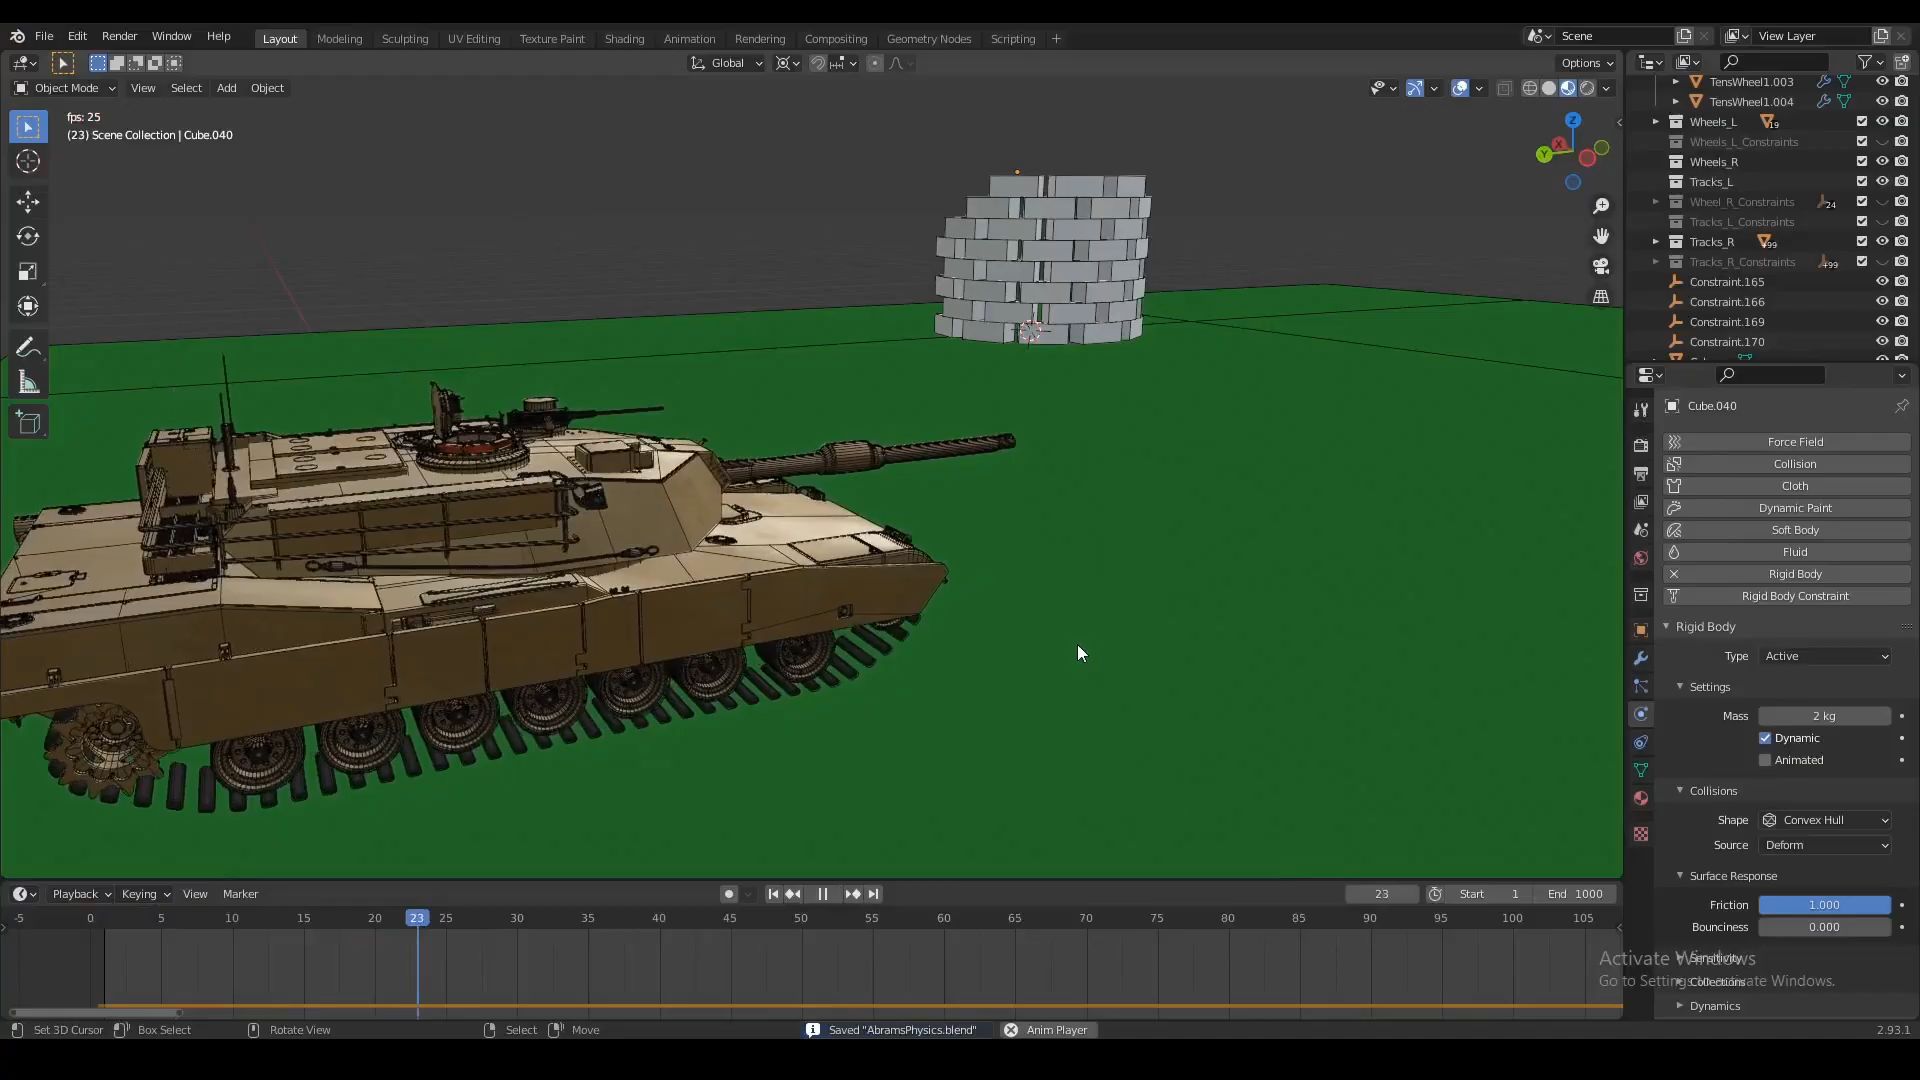 File Edit Render Window Help Layout Modeling Sculpting UV Editing Texture Paint Shading Animation Rendering Compositing Geometry Nodes Scripting + Scene View Layer
Global Options
Object Mode View Select Add Object
fps: 25
(23) Scene Collection | Cube.040
Z
X
Y
TensWheel1.003
TensWheel1.004
Wheels_L 19
Wheels_L_Constraints
Wheels_R
Tracks_L
Wheel_R_Constraints 24
Tracks_L_Constraints
Tracks_R +99
Tracks_R_Constraints +99
Constraint.165
Constraint.166
Constraint.169
Constraint.170
Cube.040
Force Field
Collision
Cloth
Dynamic Paint
Soft Body
Fluid
Rigid Body
Rigid Body Constraint
Rigid Body
Type Active
Settings
Mass 2 kg
Dynamic
Animated
Collisions
Shape Convex Hull
Source Deform
Surface Response
Friction 1.000
Bounciness 0.000
Sensitivity
Collections
Dynamics
Activate Windows
Go to Settings to activate Windows.
Playback Keying View Marker 23 Start 1 End 1000
-5 0 5 10 15 20 23 25 30 35 40 45 50 55 60 65 70 75 80 85 90 95 100 105
Set 3D Cursor Box Select Rotate View Select Move Saved "AbramsPhysics.blend" Anim Player 2.93.1